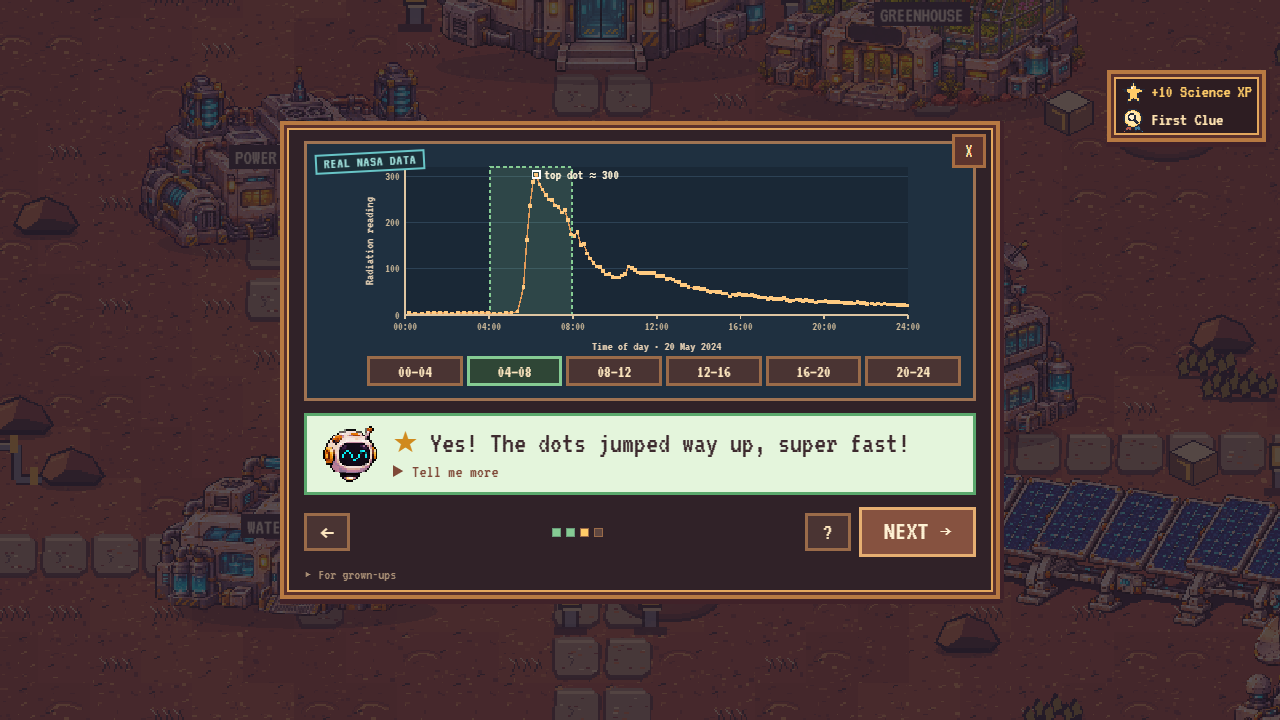 GREENHOUSE
+10 Science XP
First Clue
POWER
REAL NASA DATA
X
top dot ≈ 300
300
200
100
0
Radiation reading
00:00 04:00 08:00 12:00 16:00 20:00 24:00
Time of day · 20 May 2024
00–04 04–08 08–12 12–16 16–20 20–24
Yes! The dots jumped way up, super fast!
▶ Tell me more
WATE
← ? NEXT →
▸ For grown-ups